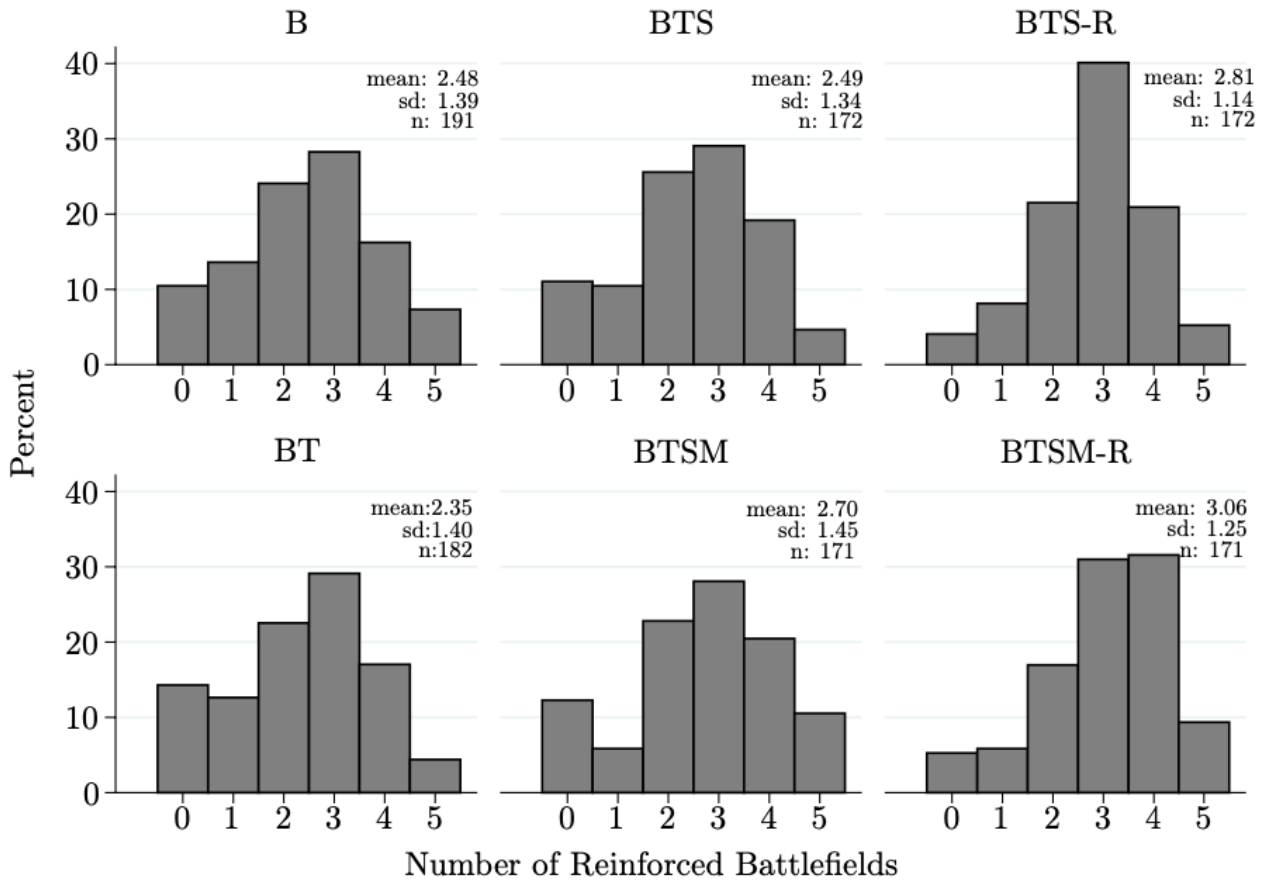 B
BTS
BTS-R
40
30
20
10
0
mean: 2.48
sd: 1.39
n: 191
0 1 2 3 4 5
mean: 2.49
sd: 1.34
n: 172
0 1 2 3 4 5
mean: 2.81
sd: 1.14
n: 172
0 1 2 3 4 5
Percent
BT
BTSM
BTSM-R
40
30
20
10
0
mean:2.35
sd:1.40
n:182
0 1 2 3 4 5
mean: 2.70
sd: 1.45
n: 171
0 1 2 3 4 5
mean: 3.06
sd: 1.25
n: 171
0 1 2 3 4 5
Number of Reinforced Battlefields